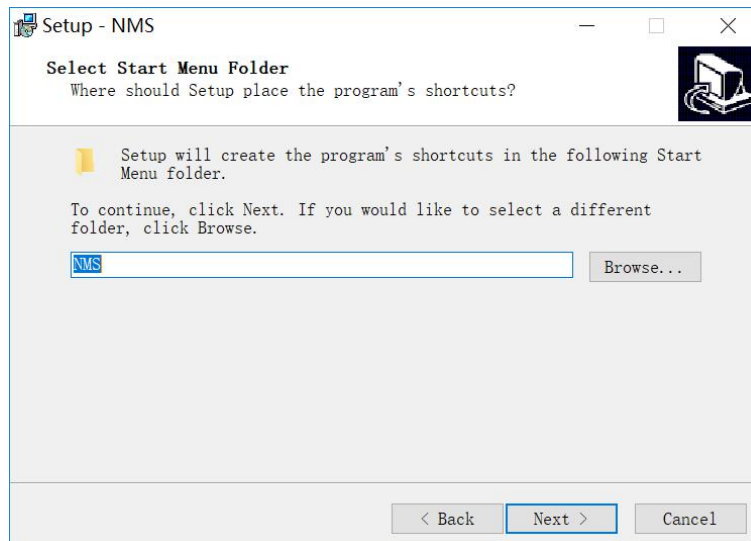 Setup - NMS
Select Start Menu Folder
Where should Setup place the program's shortcuts?
Setup will create the program's shortcuts in the following Start
Menu folder.
To continue, click Next. If you would like to select a different
folder, click Browse.
NMS
Browse...
< Back
Next >
Cancel